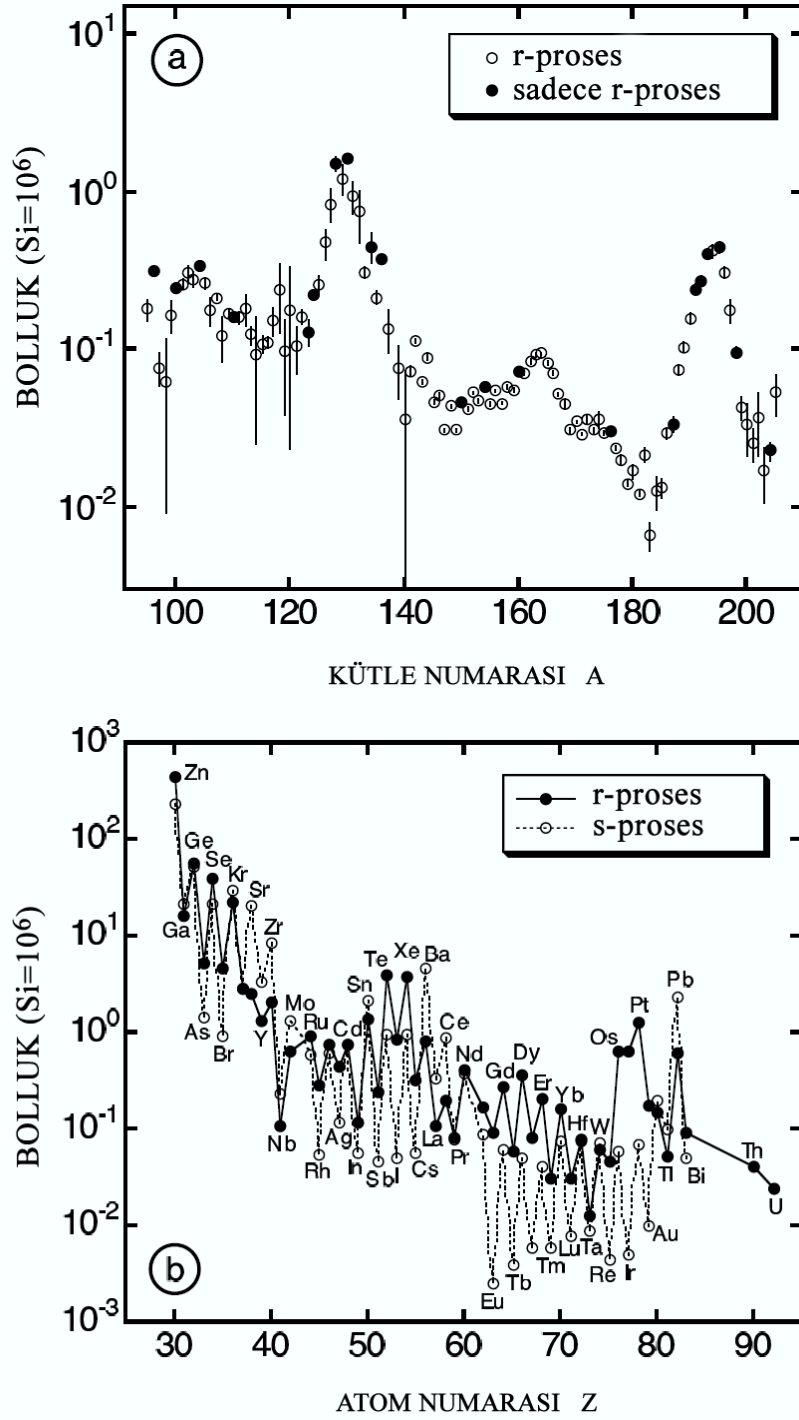 a
r-proses
sadece r-proses
BOLLUK (Si=10⁶)
10¹
10⁰
10⁻¹
10⁻²
100 120 140 160 180 200
KÜTLE NUMARASI A
b
r-proses
s-proses
BOLLUK (Si=10⁶)
10³
10²
10¹
10⁰
10⁻¹
10⁻²
10⁻³
Zn
Ga
Ge
As
Se
Br
Kr
Sr
Y
Zr
Nb
Mo
Ru
Rh
Ag
Cd
In
Sn
Sb
Te
I
Xe
Cs
Ba
La
Ce
Pr
Nd
Eu
Gd
Tb
Dy
Er
Tm
Yb
Lu
Hf
Ta
W
Re
Os
Ir
Pt
Au
Tl
Pb
Bi
Th
U
30 40 50 60 70 80 90
ATOM NUMARASI Z